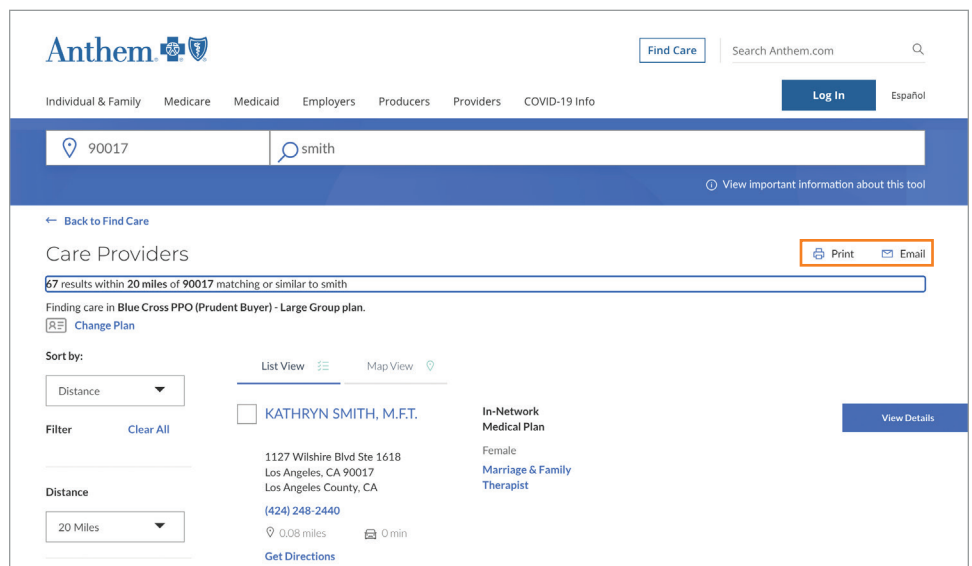 Anthem
Find Care
Search Anthem.com
Individual & Family Medicare Medicaid Employers Producers Providers COVID-19 Info
Log In
Español
90017
smith
View important information about this tool
← Back to Find Care
Care Providers
Print Email
67 results within 20 miles of 90017 matching or similar to smith
Finding care in Blue Cross PPO (Prudent Buyer) - Large Group plan.
Change Plan
Sort by:
Distance
Filter Clear All
Distance
20 Miles
List View Map View
KATHRYN SMITH, M.F.T.
1127 Wilshire Blvd Ste 1618
Los Angeles, CA 90017
Los Angeles County, CA
(424) 248-2440
0.08 miles 0 min
Get Directions
In-Network
Medical Plan
Female
Marriage & Family
Therapist
View Details